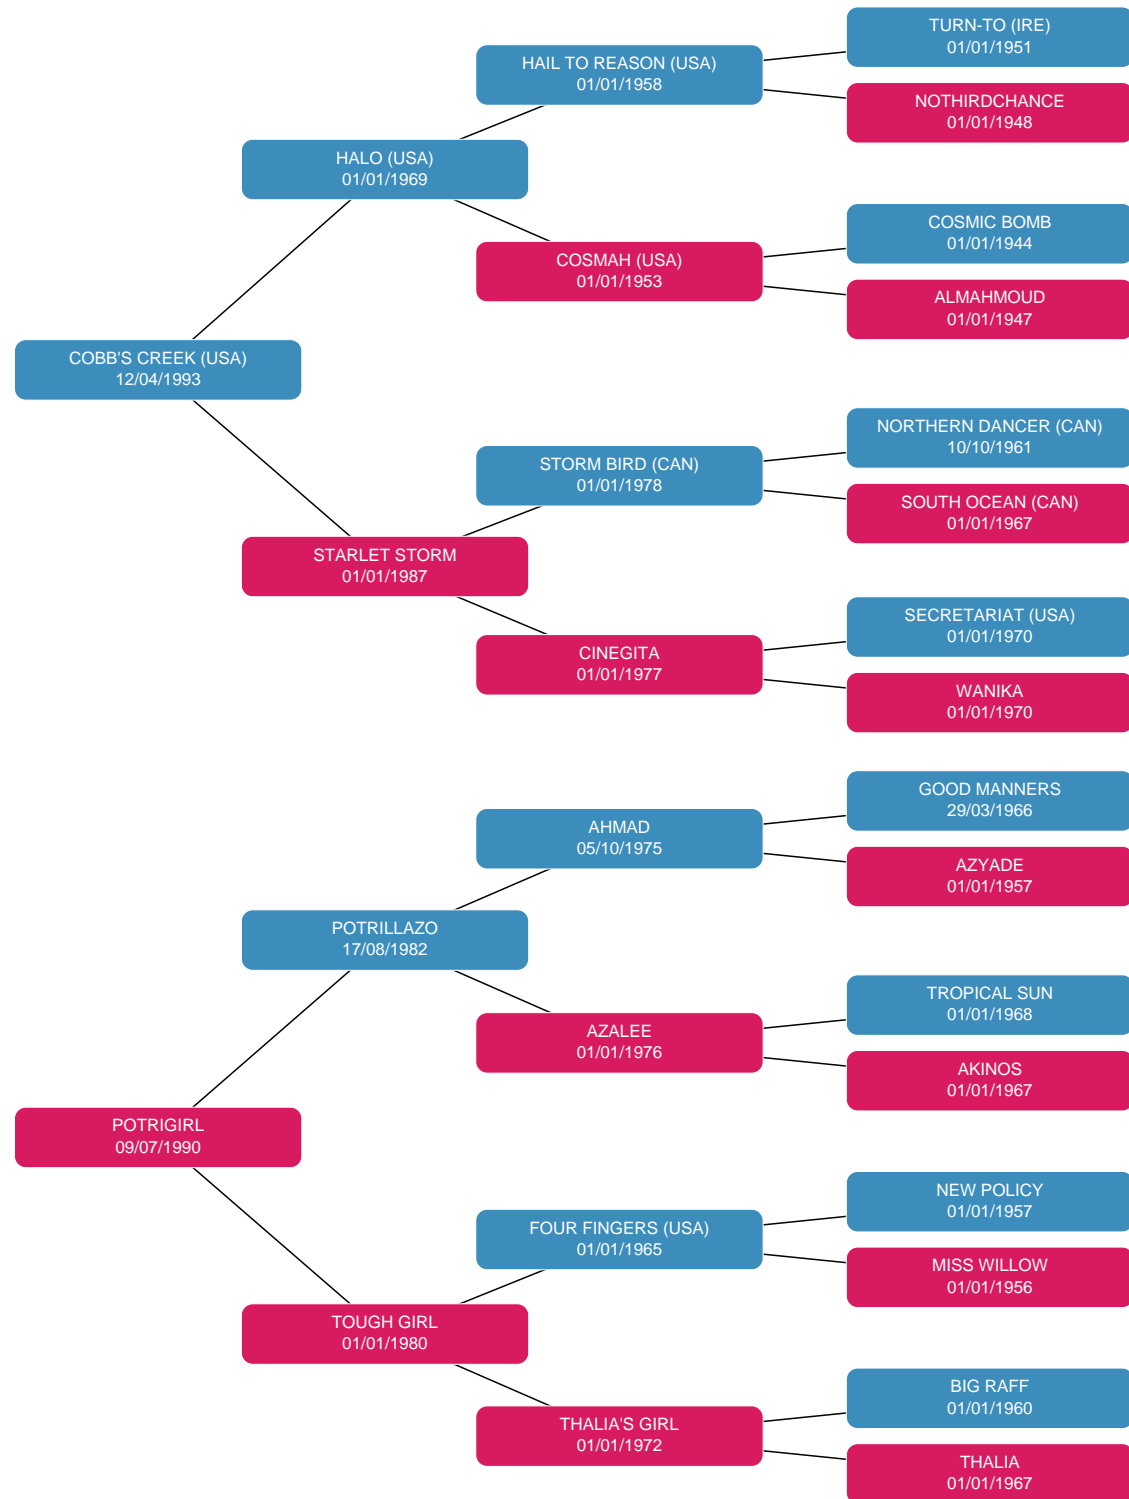 TURN-TO (IRE)
01/01/1951
HAIL TO REASON (USA)
01/01/1958
NOTHIRDCHANCE
01/01/1948
HALO (USA)
01/01/1969
COSMIC BOMB
01/01/1944
COSMAH (USA)
01/01/1953
ALMAHMOUD
01/01/1947
COBB'S CREEK (USA)
12/04/1993
NORTHERN DANCER (CAN)
10/10/1961
STORM BIRD (CAN)
01/01/1978
SOUTH OCEAN (CAN)
01/01/1967
STARLET STORM
01/01/1987
SECRETARIAT (USA)
01/01/1970
CINEGITA
01/01/1977
WANIKA
01/01/1970
GOOD MANNERS
29/03/1966
AHMAD
05/10/1975
AZYADE
01/01/1957
POTRILLAZO
17/08/1982
TROPICAL SUN
01/01/1968
AZALEE
01/01/1976
AKINOS
01/01/1967
POTRIGIRL
09/07/1990
NEW POLICY
01/01/1957
FOUR FINGERS (USA)
01/01/1965
MISS WILLOW
01/01/1956
TOUGH GIRL
01/01/1980
BIG RAFF
01/01/1960
THALIA'S GIRL
01/01/1972
THALIA
01/01/1967